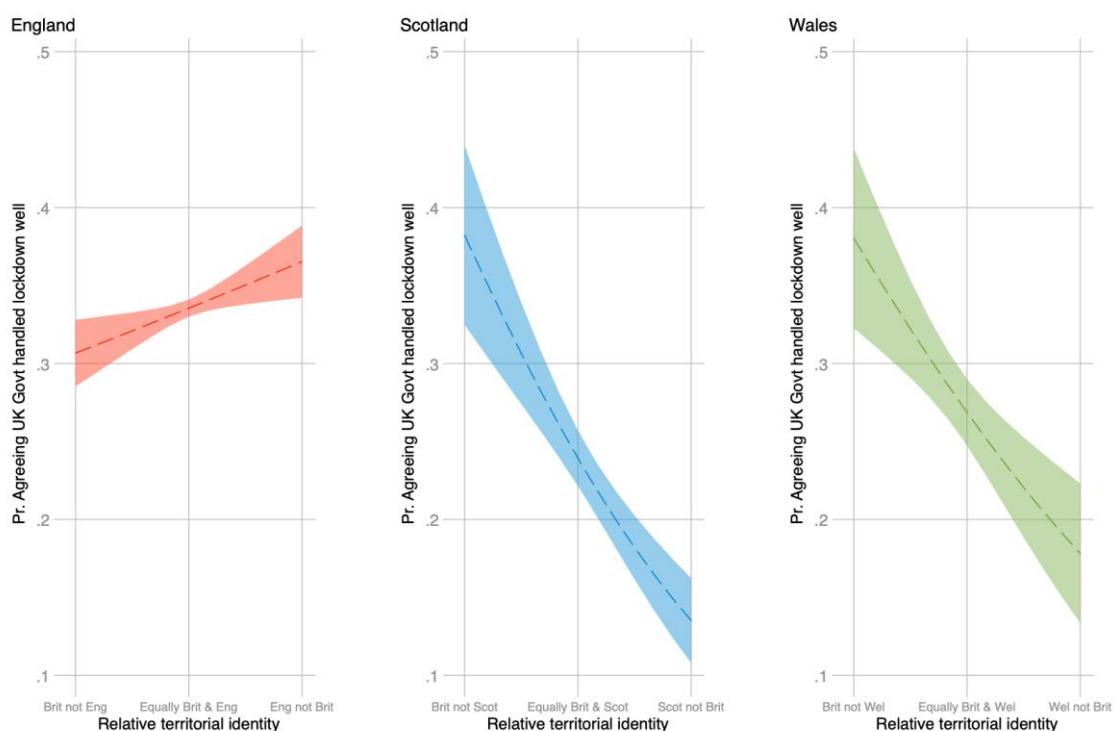 England
.5
.4
.3
.2
.1
Pr. Agreeing UK Govt handled lockdown well
Brit not Eng Equally Brit & Eng Eng not Brit
Relative territorial identity
Scotland
.5
.4
.3
.2
.1
Pr. Agreeing UK Govt handled lockdown well
Brit not Scot Equally Brit & Scot Scot not Brit
Relative territorial identity
Wales
.5
.4
.3
.2
.1
Pr. Agreeing UK Govt handled lockdown well
Brit not Wel Equally Brit & Wel Wel not Brit
Relative territorial identity